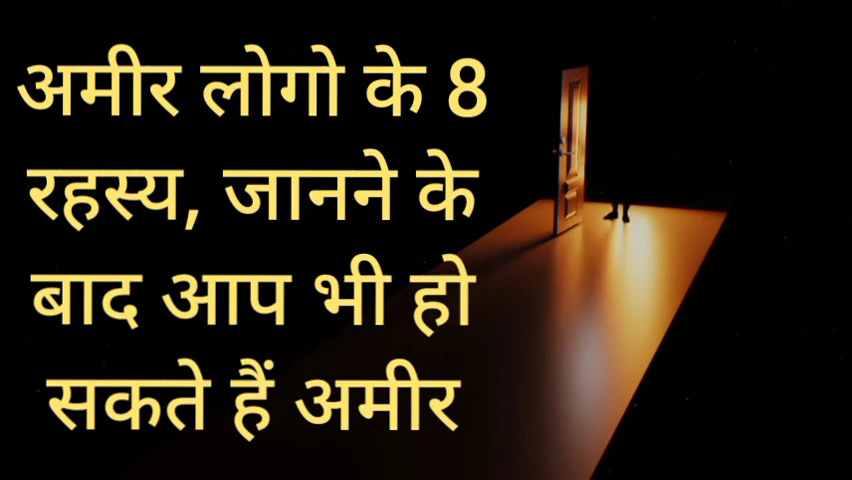 अमीर लोगो के 8
रहस्य, जानने के
बाद आप भी हो
सकते हैं अमीर